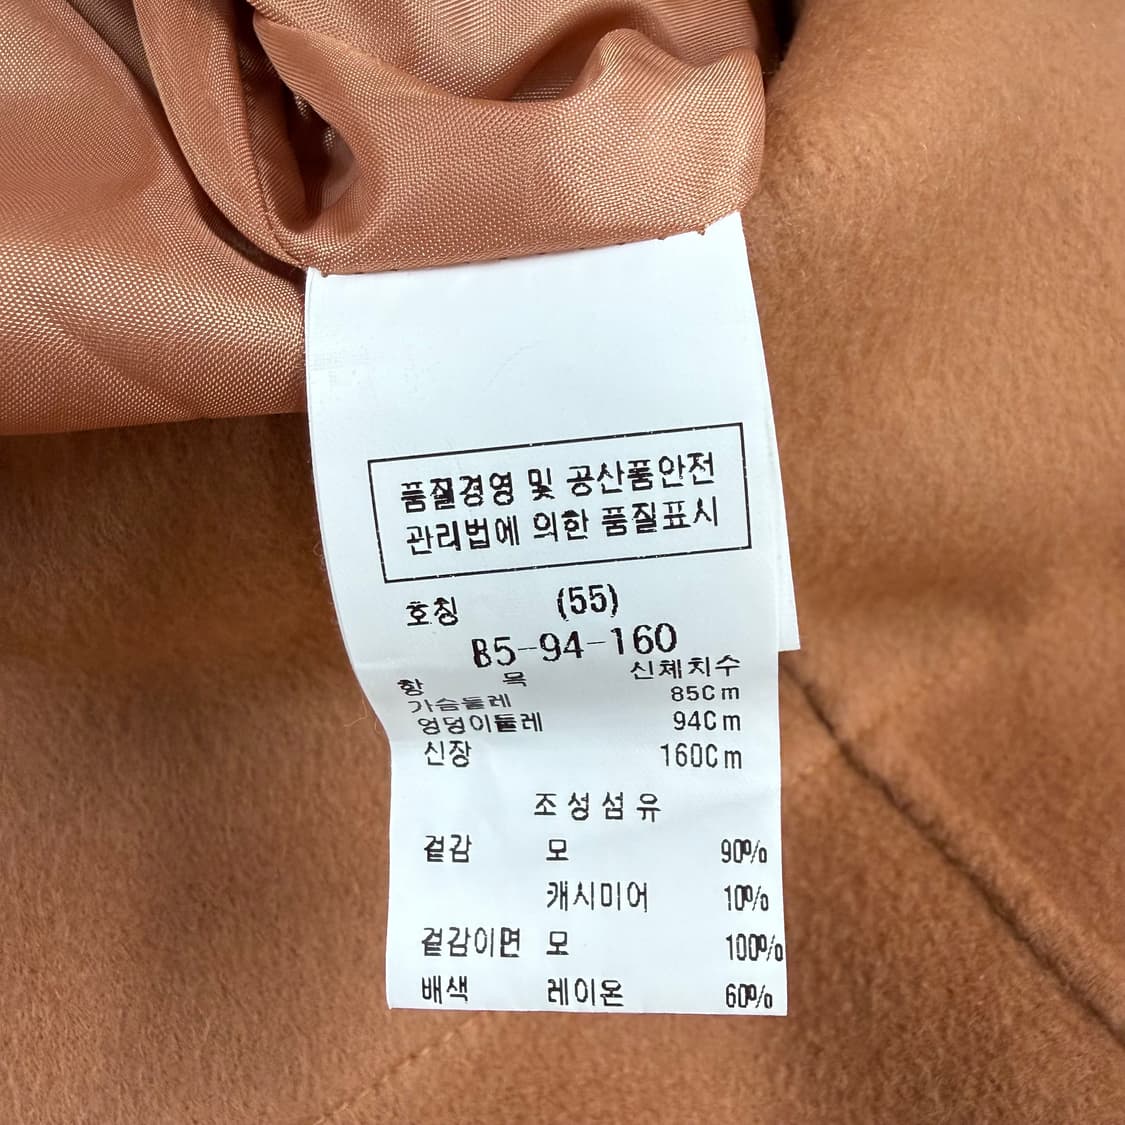 품질경영 및 공산품안전
관리법에 의한 품질표시
호칭 (55)
85-94-160
항 목 신체치수
가슴둘레 85Cm
엉덩이둘레 94Cm
신장 160Cm
조성섬유
겉감 모 90%
캐시미어 10%
겉감이면 모 100%
배색 레이온 60%